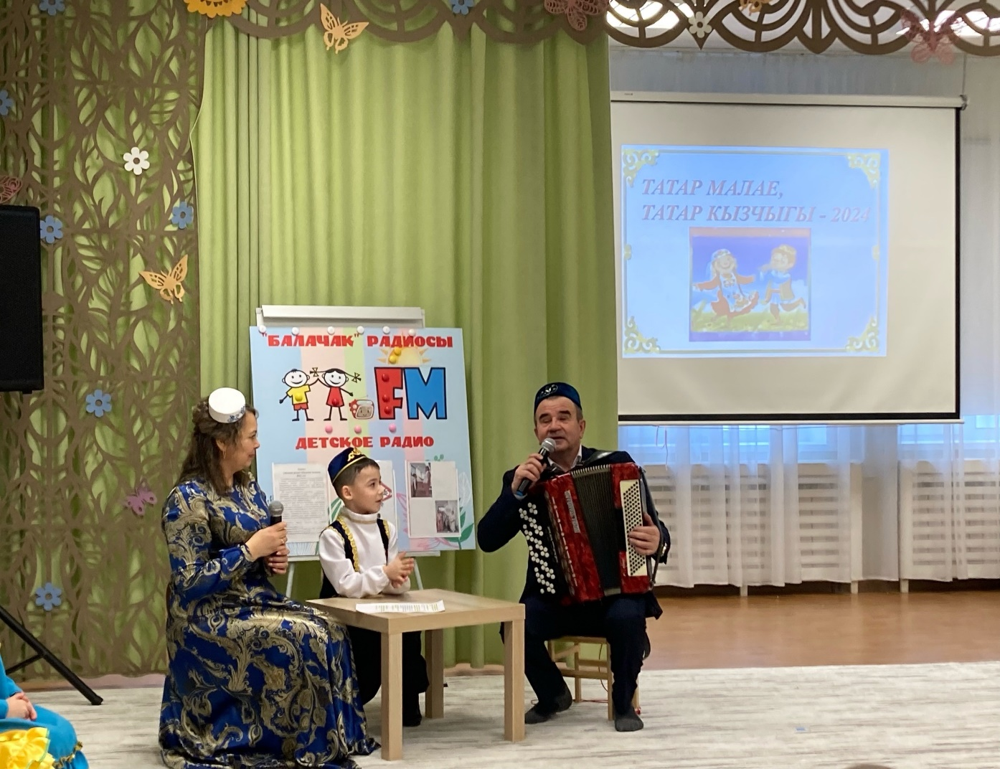 ТАТАР МАЛАЕ,
ТАТАР КЫЗЧЫГЫ - 2024
"БАЛАЧАК" РАДИОСЫ
FM
ДЕТСКОЕ РАДИО